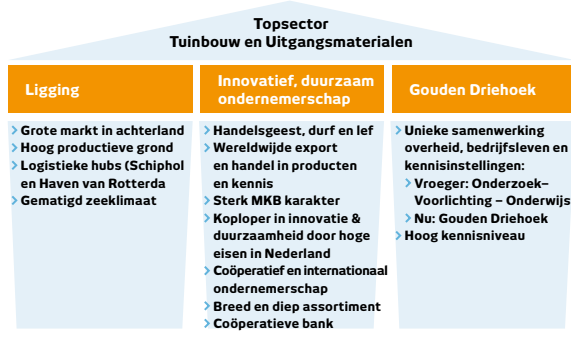 Topsector
Tuinbouw en Uitgangsmaterialen
Ligging
Grote markt in achterland
Hoog productieve grond
Logistieke hubs (Schiphol
en Haven van Rotterda
Gematigd zeeklimaat
Innovatief, duurzaam
ondernemerschap
Handelsgeest, durf en lef
Wereldwijde export
en handel in producten
en kennis
Sterk MKB karakter
Koploper in innovatie &
duurzaamheid door hoge
eisen in Nederland
Coöperatief en internationaal
ondernemerschap
Breed en diep assortiment
Coöperatieve bank
Gouden Driehoek
Unieke samenwerking
overheid, bedrijfsleven en
kennisinstellingen:
Vroeger: Onderzoek–
Voorlichting – Onderwijs
Nu: Gouden Driehoek
Hoog kennisniveau